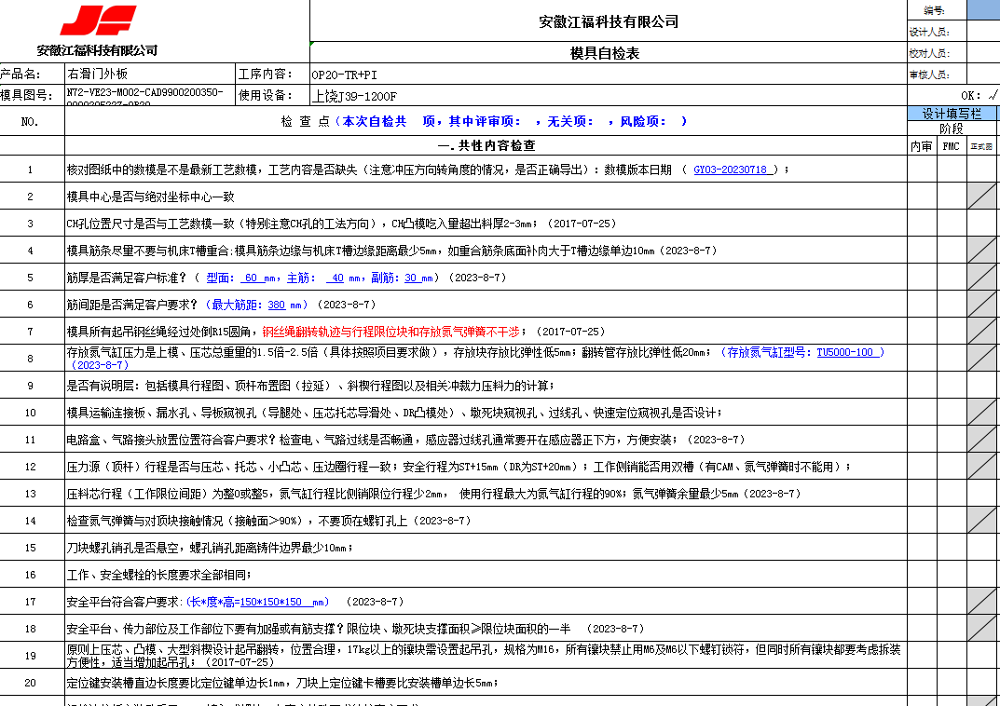 JF
安徽江福科技有限公司
安徽江福科技有限公司
模具自检表
编号:
设计人员:
校对人员:
审核人员:
产品名: 右滑门外板 工序内容: OP20-TR+PI
模具图号: N72-VE23-M002-CAD9900200350- 使用设备: 上饶J39-1200F OK: √
NO. 检 查 点(本次自检共 项,其中评审项: ,无关项: ,风险项: ) 设计填写栏
阶段
一.共性内容检查 内审 FMC 正式图
1 核对图纸中的数模是不是最新工艺数模,工艺内容是否缺失(注意冲压方向转角度的情况,是否正确导出):数模版本日期 ( GY03-20230718 );
2 模具中心是否与绝对坐标中心一致
3 CH孔位置尺寸是否与工艺数模一致(特别注意CH孔的工法方向),CH凸模吃入量超出料厚2-3mm;(2017-07-25)
4 模具筋条尽量不要与机床T槽重合;模具筋条边缘与机床T槽边缘距离最少5mm,如重合筋条底面补肉大于T槽边缘单边10mm(2023-8-7)
5 筋厚是否满足客户标准?( 型面: 60 mm,主筋: 40 mm,副筋:30 mm)(2023-8-7)
6 筋间距是否满足客户要求?(最大筋距:380 mm)(2023-8-7)
7 模具所有起吊钢丝绳经过处倒R15圆角,钢丝绳翻转轨迹与行程限位块和存放氮气弹簧不干涉;(2017-07-25)
8 存放氮气缸压力是上模、压芯总重量的1.5倍-2.5倍(具体按照项目要求做),存放块存放比弹性低5mm;翻转管存放比弹性低20mm;(存放氮气缸型号:TU5000-100 )
(2023-8-7)
9 是否有说明层:包括模具行程图、顶杆布置图(拉延)、斜楔行程图以及相关冲裁力压料力的计算;
10 模具运输连接板、漏水孔、导板窥视孔(导腿处、压芯托芯导滑处、DR凸模处)、墩死块窥视孔、过线孔、快速定位窥视孔是否设计;
11 电路盒、气路接头放置位置符合客户要求?检查电、气路过线是否畅通,感应器过线孔通常要开在感应器正下方,方便安装;(2023-8-7)
12 压力源(顶杆)行程是否与压芯、托芯、小凸芯、压边圈行程一致;安全行程为ST+15mm(DR为ST+20mm);工作侧销能否用双槽(有CAM、氮气弹簧时不能用);
13 压料芯行程(工作限位间距)为整0或整5,氮气缸行程比侧销限位行程少2mm, 使用行程最大为氮气缸行程的90%;氮气弹簧余量最少5mm(2023-8-7)
14 检查氮气弹簧与对顶块接触情况(接触面>90%),不要顶在螺钉孔上(2023-8-7)
15 刀块螺孔销孔是否悬空,螺孔销孔距离铸件边界最少10mm;
16 工作、安全螺栓的长度要求全部相同;
17 安全平台符合客户要求:(长*度*高=150*150*150 mm) (2023-8-7)
18 安全平台、传力部位及工作部位下要有加强或有筋支撑?限位块、墩死块支撑面积≥限位块面积的一半 (2023-8-7)
19 原则上压芯、凸模、大型斜楔设计起吊翻转,位置合理,17kg以上的镶块需设置起吊孔,规格为M16,所有镶块禁止用M6及M6以下螺钉锁符,但同时所有镶块都要考虑拆装
方便性,适当增加起吊孔;(2017-07-25)
20 定位键安装槽直边长度要比定位键单边长1mm,刀块上定位键卡槽要比安装槽单边长5mm;